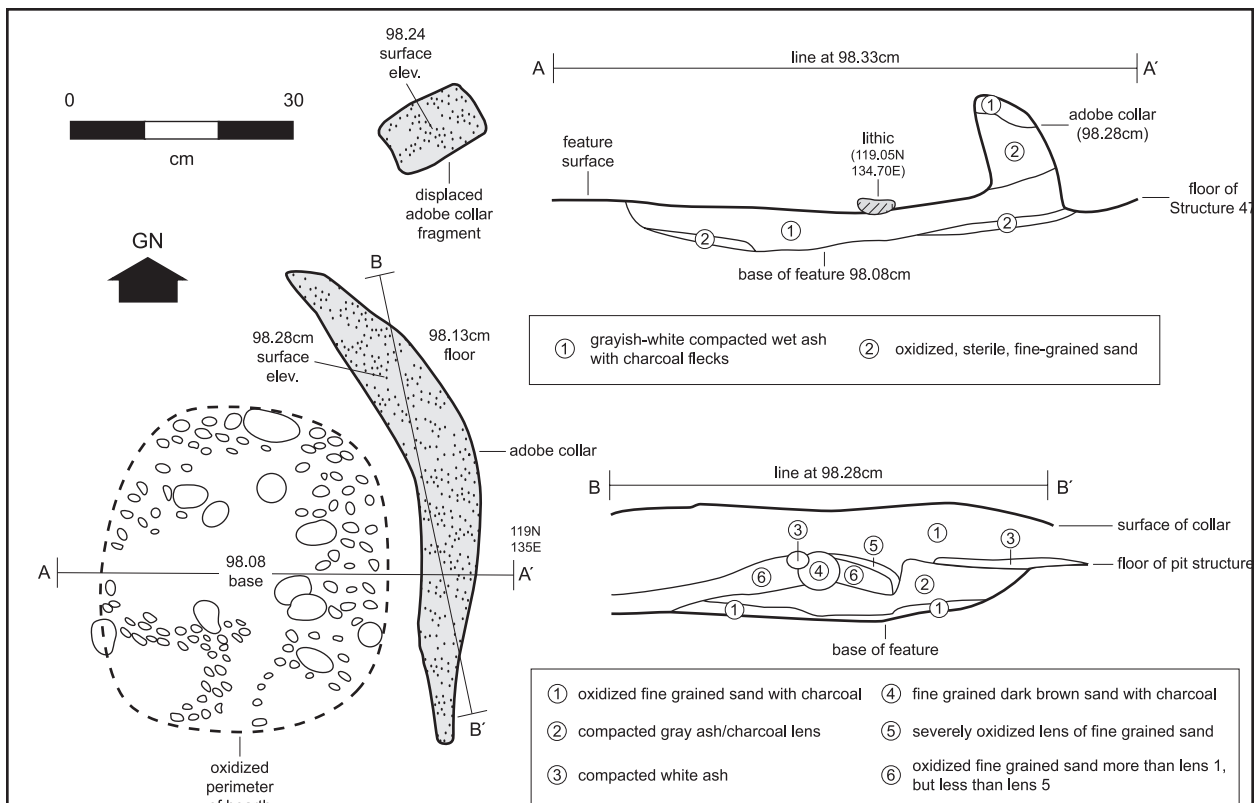 98.24
surface
elev.
0
30
cm
displaced
adobe collar
fragment
GN
B
98.28cm
surface
elev.
98.13cm
floor
adobe collar
119N
135E
98.08
base
A
A′
B′
oxidized
perimeter
of hearth
A
line at 98.33cm
A′
feature
surface
lithic
(119.05N
134.70E)
1
adobe collar
(98.28cm)
2
floor of
Structure 47
2
1
2
base of feature 98.08cm
1 grayish-white compacted wet ash
with charcoal flecks
2 oxidized, sterile, fine-grained sand
B
line at 98.28cm
B′
surface of collar
3
5
1
3
floor of pit structure
6
4
6
2
1
1
base of feature
1 oxidized fine grained sand with charcoal
2 compacted gray ash/charcoal lens
3 compacted white ash
4 fine grained dark brown sand with charcoal
5 severely oxidized lens of fine grained sand
6 oxidized fine grained sand more than lens 1,
but less than lens 5